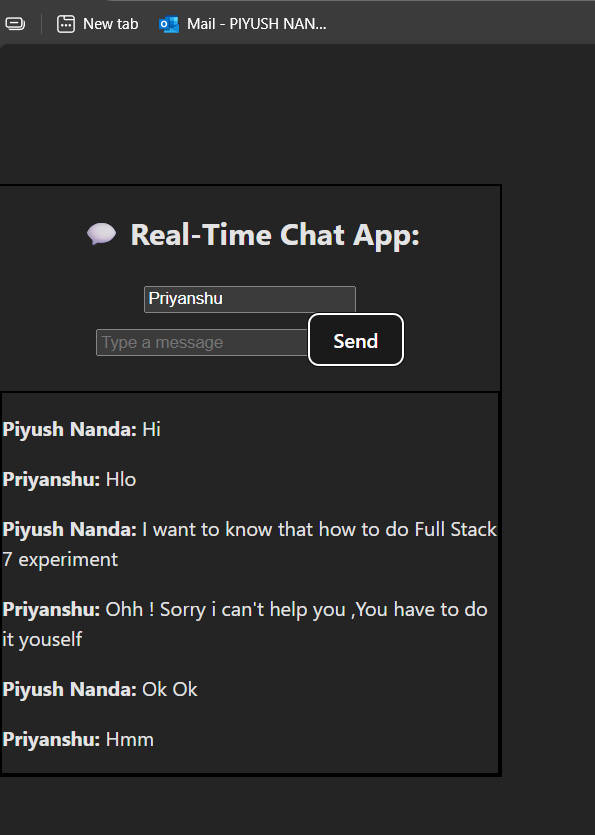 New tab Mail - PIYUSH NAN...
Real-Time Chat App:
Priyanshu
Type a message Send
Piyush Nanda: Hi
Priyanshu: Hlo
Piyush Nanda: I want to know that how to do Full Stack
7 experiment
Priyanshu: Ohh ! Sorry i can't help you ,You have to do
it youself
Piyush Nanda: Ok Ok
Priyanshu: Hmm